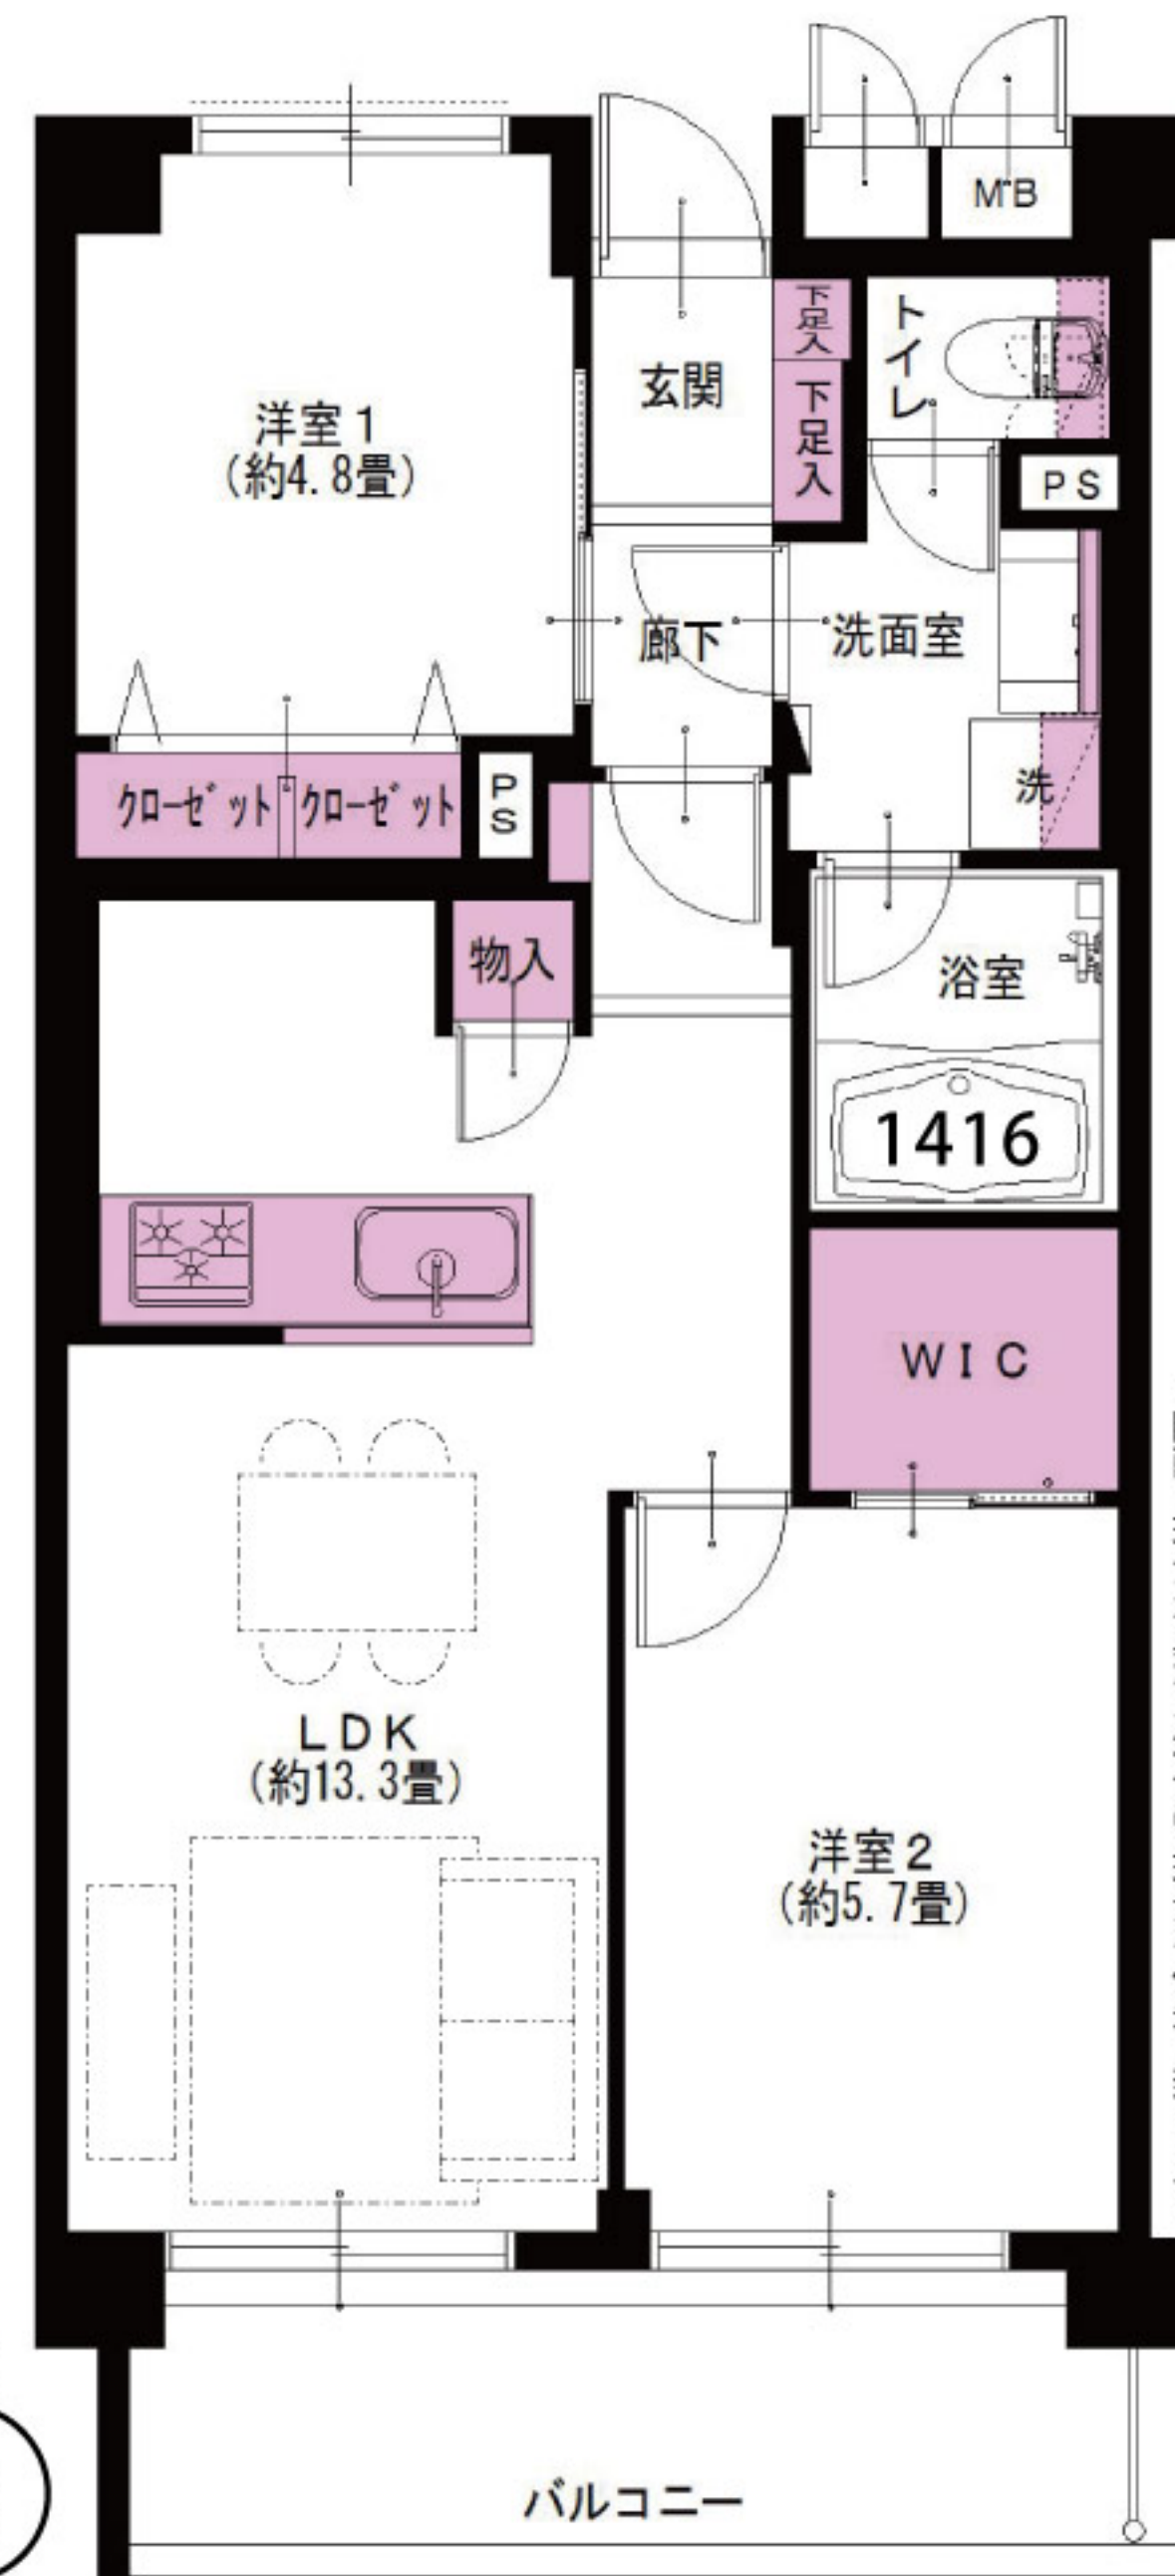 MB
下足入
トイレ
玄関
下足入
洋室1
(約4.8畳)
PS
廊下
洗面室
洗
クローゼット
クローゼット
PS
物入
浴室
1416
WIC
LDK
(約13.3畳)
洋室2
(約5.7畳)
バルコニー